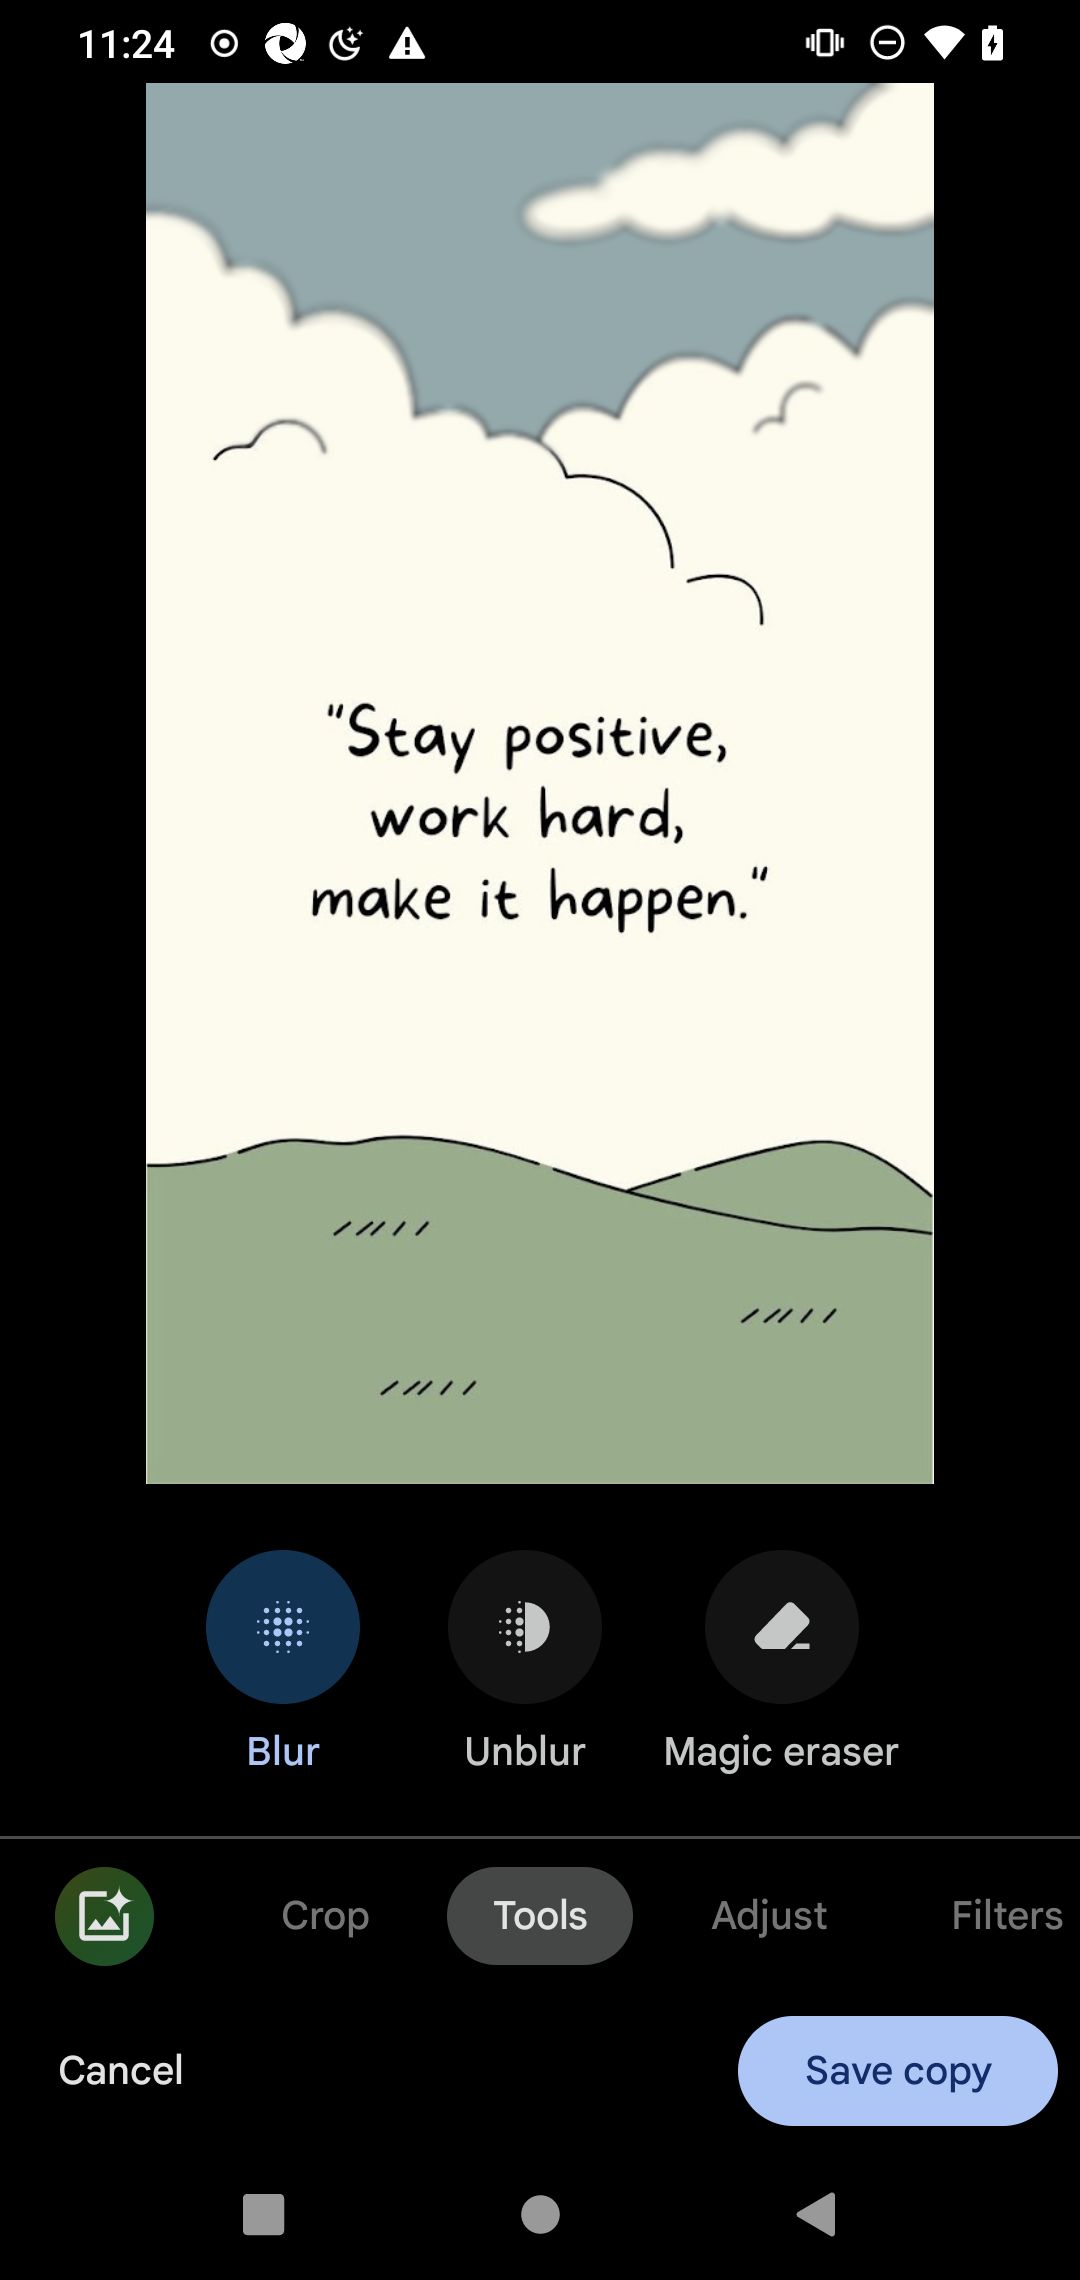 11:24
"Stay positive,
work hard,
make it happen."
Blur Unblur Magic eraser
Crop Tools Adjust Filters
Cancel Save copy